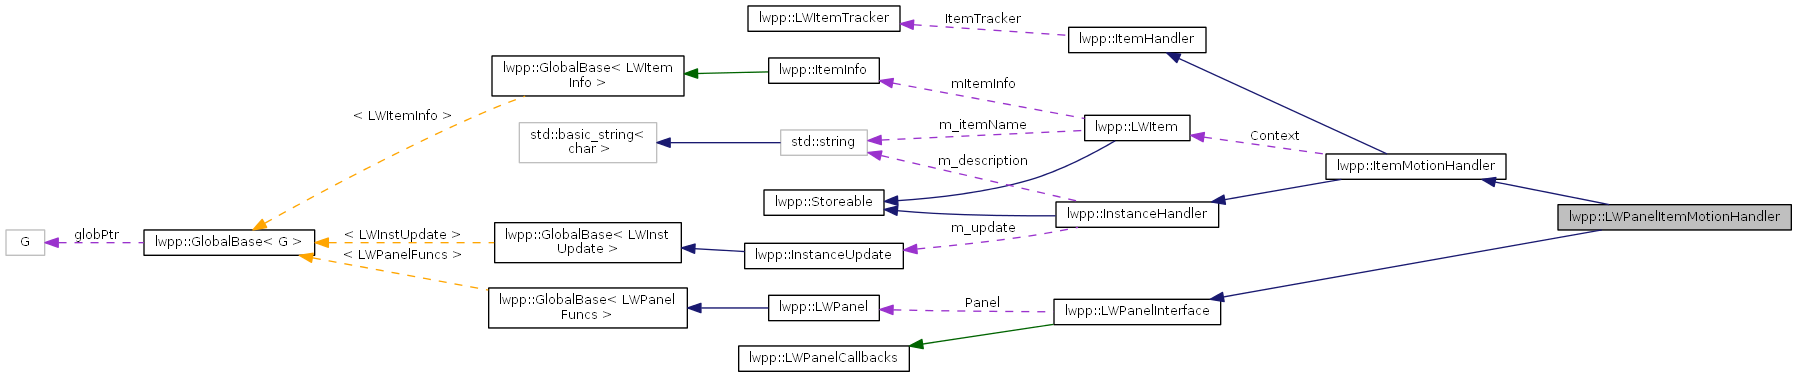 lwpp::LWItemTracker
ItemTracker
lwpp::ItemHandler
lwpp::GlobalBase< LWItem
Info >
lwpp::ItemInfo
mItemInfo
< LWItemInfo >
std::basic_string<
char >
std::string
m_itemName
lwpp::LWItem
Context
m_description
lwpp::ItemMotionHandler
lwpp::Storeable
lwpp::InstanceHandler
lwpp::LWPanelItemMotionHandler
G
globPtr
lwpp::GlobalBase< G >
< LWInstUpdate >
< LWPanelFuncs >
lwpp::GlobalBase< LWInst
Update >
m_update
lwpp::InstanceUpdate
lwpp::GlobalBase< LWPanel
Funcs >
lwpp::LWPanel
Panel
lwpp::LWPanelInterface
lwpp::LWPanelCallbacks